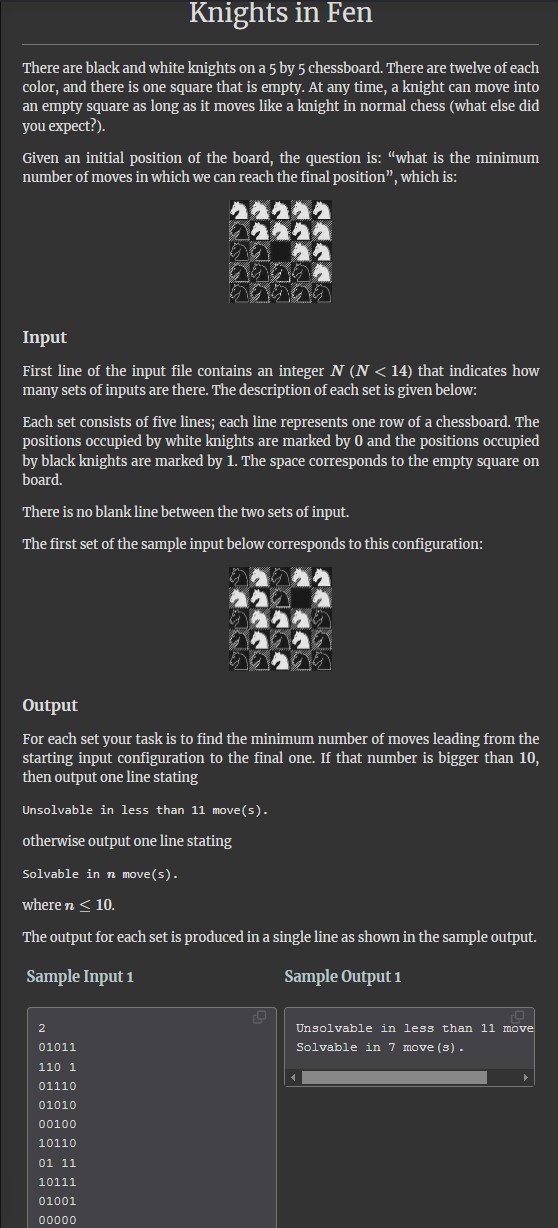 Knights in Fen
There are black and white knights on a 5 by 5 chessboard. There are twelve of each
color, and there is one square that is empty. At any time, a knight can move into
an empty square as long as it moves like a knight in normal chess (what else did
you expect?).
Given an initial position of the board, the question is: “what is the minimum
number of moves in which we can reach the final position”, which is:
Input
First line of the input file contains an integer N (N < 14) that indicates how
many sets of inputs are there. The description of each set is given below:
Each set consists of five lines; each line represents one row of a chessboard. The
positions occupied by white knights are marked by 0 and the positions occupied
by black knights are marked by 1. The space corresponds to the empty square on
board.
There is no blank line between the two sets of input.
The first set of the sample input below corresponds to this configuration:
Output
For each set your task is to find the minimum number of moves leading from the
starting input configuration to the final one. If that number is bigger than 10,
then output one line stating
Unsolvable in less than 11 move(s).
otherwise output one line stating
Solvable in n move(s).
where n ≤ 10.
The output for each set is produced in a single line as shown in the sample output.
Sample Input 1
2
01011
110 1
01110
01010
00100
10110
01 11
10111
01001
00000
Sample Output 1
Unsolvable in less than 11 move
Solvable in 7 move(s).